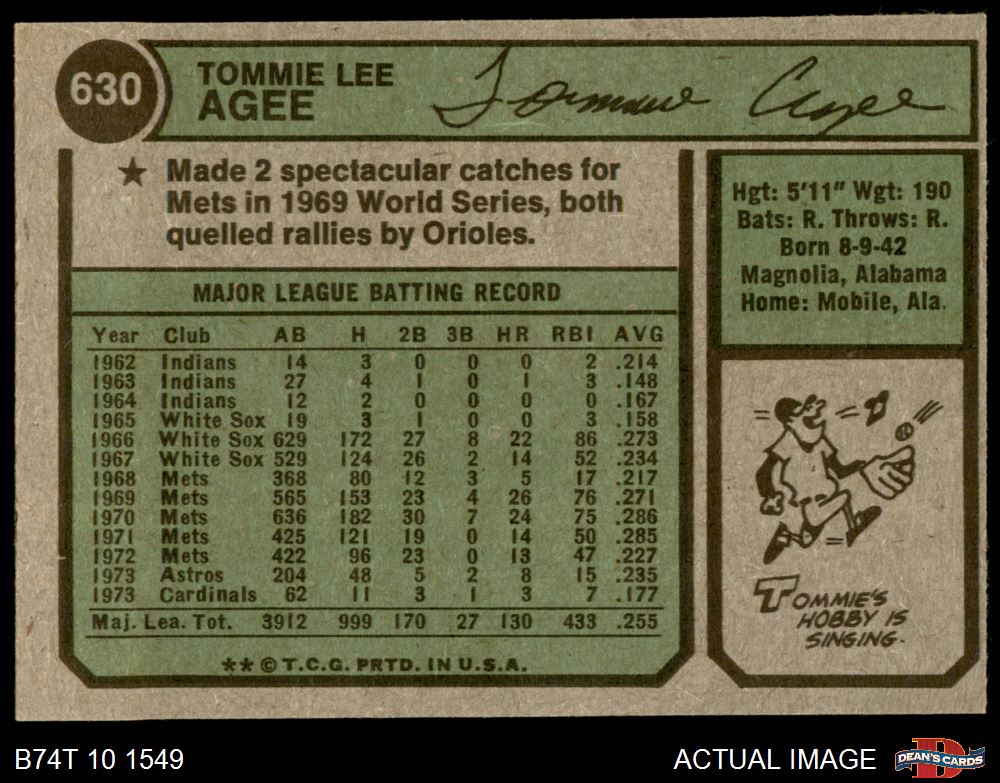 630
TOMMIE LEE
AGEE
Tommie Agee
★ Made 2 spectacular catches for
Mets in 1969 World Series, both
quelled rallies by Orioles.
MAJOR LEAGUE BATTING RECORD
Year Club AB H 2B 3B HR RBI AVG
1962 Indians 14 3 0 0 0 2 .214
1963 Indians 27 4 1 0 1 3 .148
1964 Indians 12 2 0 0 0 0 .167
1965 White Sox 19 3 1 0 0 3 .158
1966 White Sox 629 172 27 8 22 86 .273
1967 White Sox 529 124 26 2 14 52 .234
1968 Mets 368 80 12 3 5 17 .217
1969 Mets 565 153 23 4 26 76 .271
1970 Mets 636 182 30 7 24 75 .286
1971 Mets 425 121 19 0 14 50 .285
1972 Mets 422 96 23 0 13 47 .227
1973 Astros 204 48 5 2 8 15 .235
1973 Cardinals 62 11 3 1 3 7 .177
Maj. Lea. Tot. 3912 999 170 27 130 433 .255
** © T.C.G. PRTD. IN U.S.A.
Hgt: 5'11" Wgt: 190
Bats: R. Throws: R.
Born 8-9-42
Magnolia, Alabama
Home: Mobile, Ala.
TOMMIE'S
HOBBY IS
SINGING.
B74T 10 1549
ACTUAL IMAGE
DEAN'S CARDS